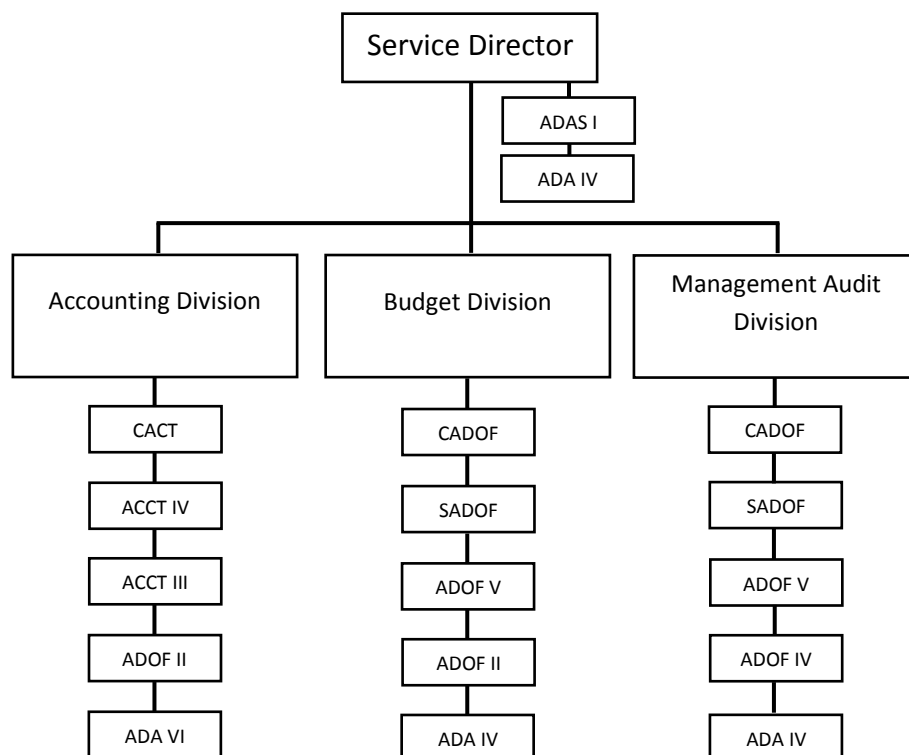 Service Director
ADAS I
ADA IV
Accounting Division
Budget Division
Management Audit
Division
CACT
ACCT IV
ACCT III
ADOF II
ADA VI
CADOF
SADOF
ADOF V
ADOF II
ADA IV
CADOF
SADOF
ADOF V
ADOF IV
ADA IV